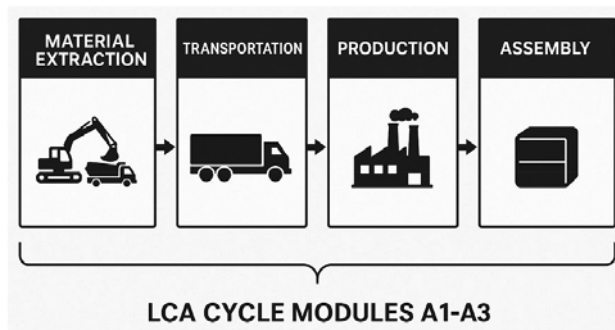 MATERIAL
EXTRACTION
TRANSPORTATION
PRODUCTION
ASSEMBLY
LCA CYCLE MODULES A1-A3